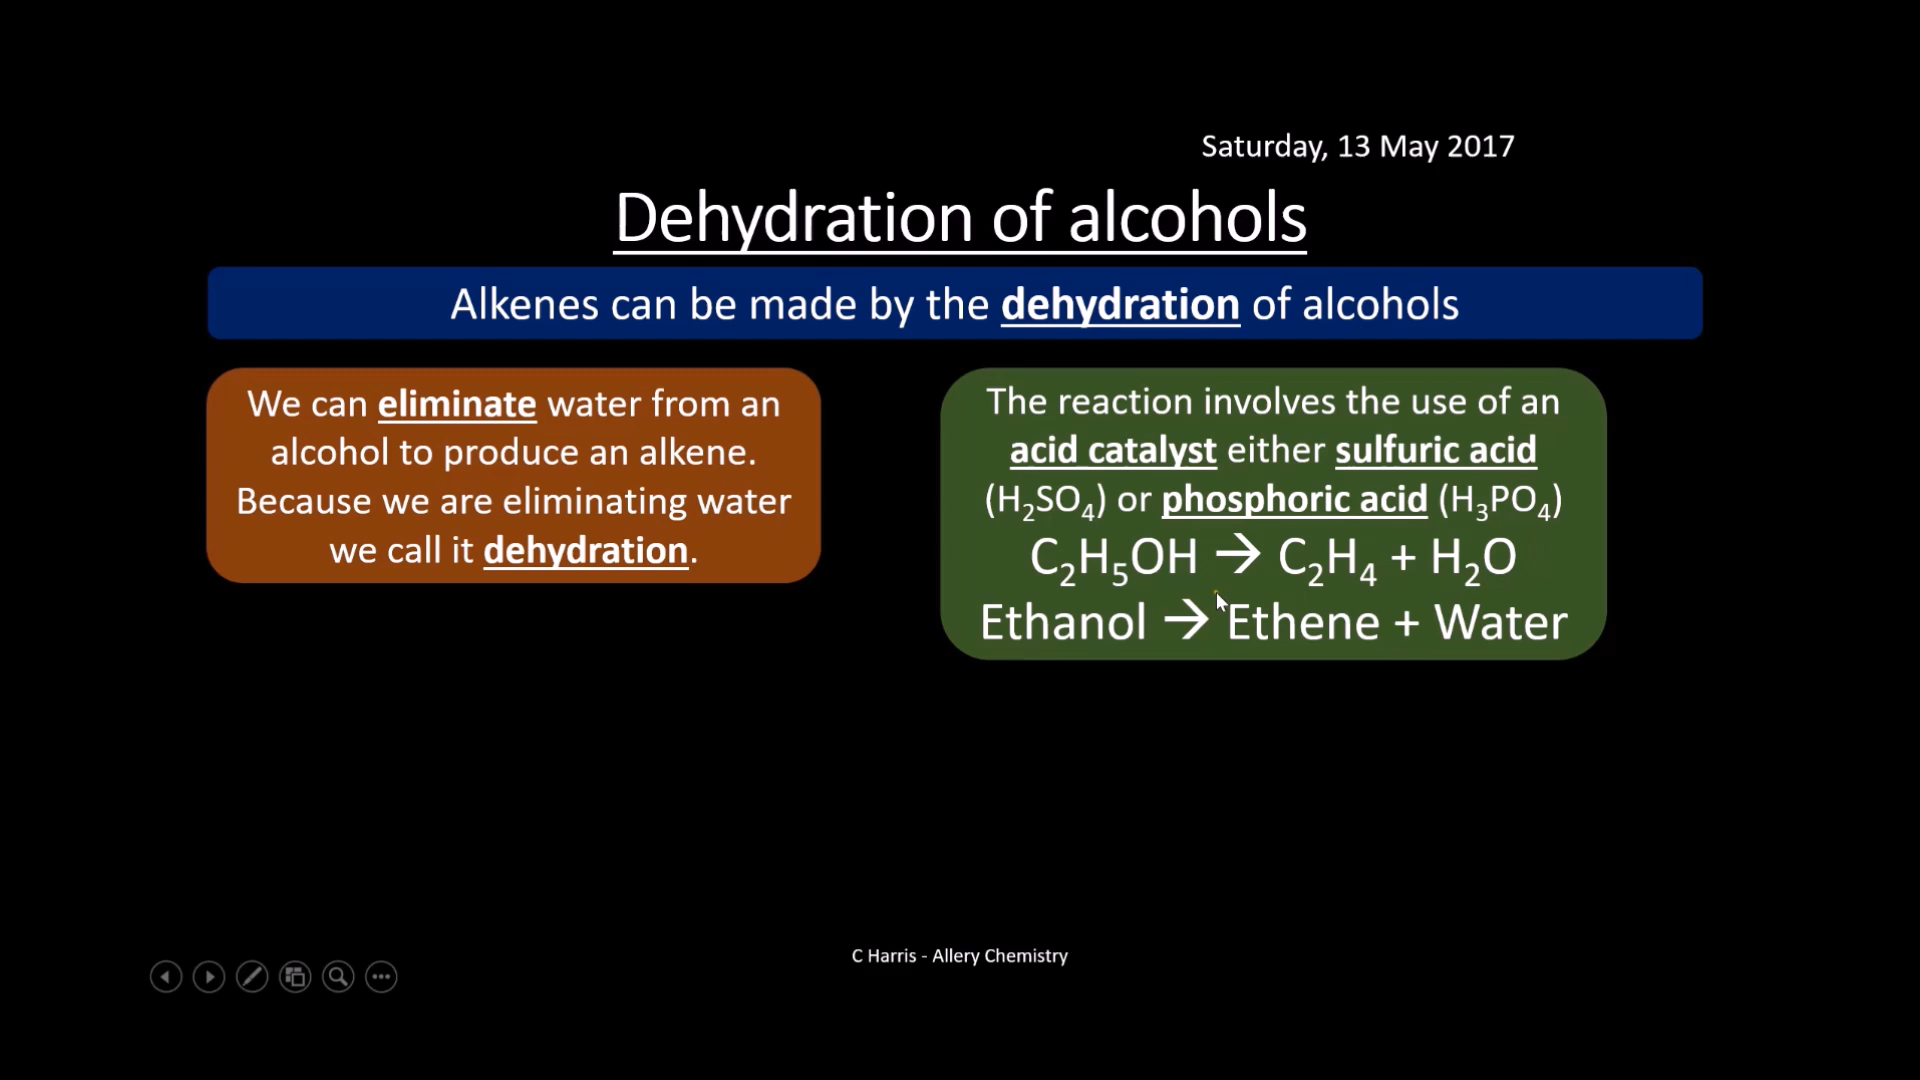 Saturday, 13 May 2017
Dehydration of alcohols
Alkenes can be made by the dehydration of alcohols
We can eliminate water from an
alcohol to produce an alkene.
Because we are eliminating water
we call it dehydration.
The reaction involves the use of an
acid catalyst either sulfuric acid
(H₂SO₄) or phosphoric acid (H₃PO₄)
C₂H₅OH → C₂H₄ + H₂O
Ethanol → Ethene + Water
C Harris - Allery Chemistry